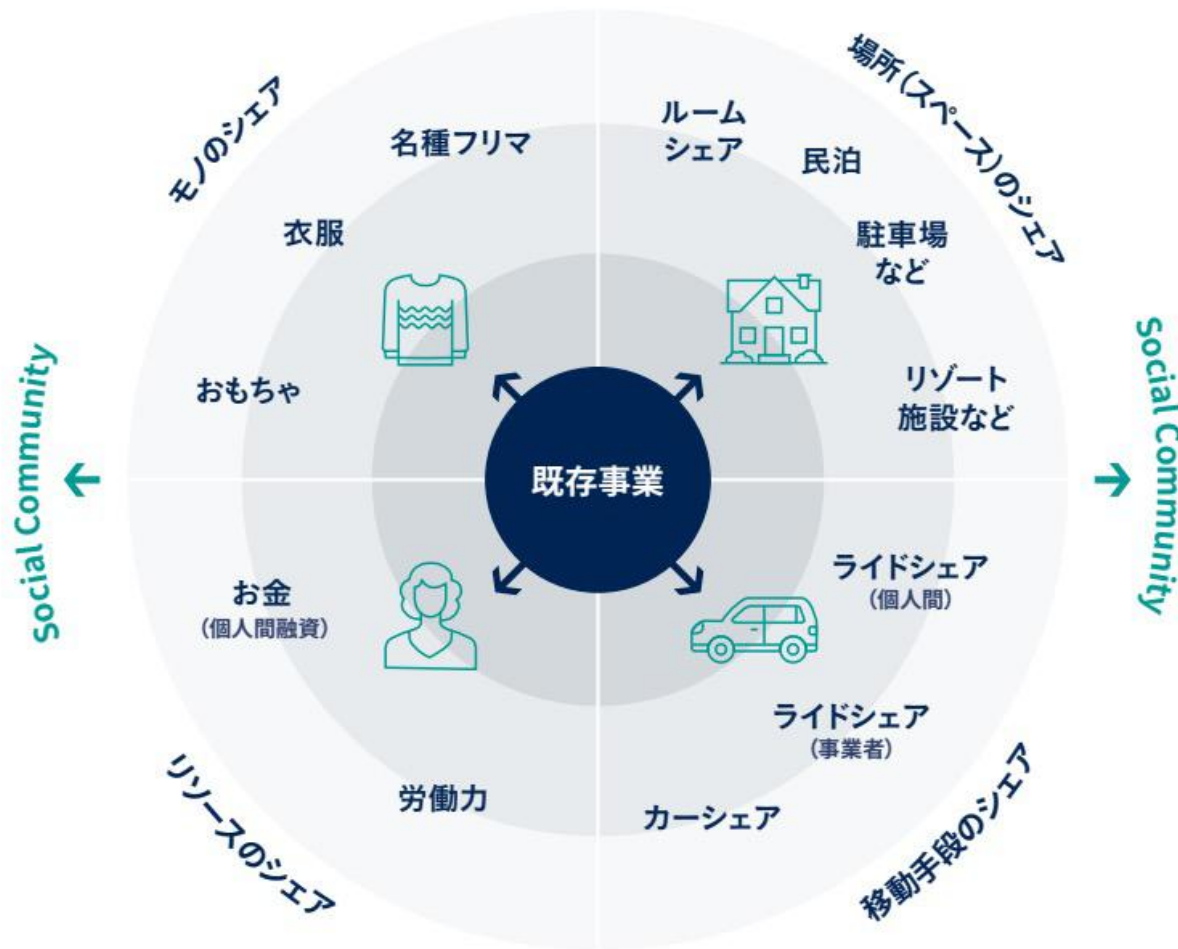 モノのシェア
名種フリマ
衣服
おもちゃ
場所（スペース）のシェア
ルーム
シェア
民泊
駐車場
など
リゾート
施設など
Social Community
既存事業
Social Community
お金
（個人間融資）
労働力
リソースのシェア
ライドシェア
（個人間）
ライドシェア
（事業者）
カーシェア
移動手段のシェア